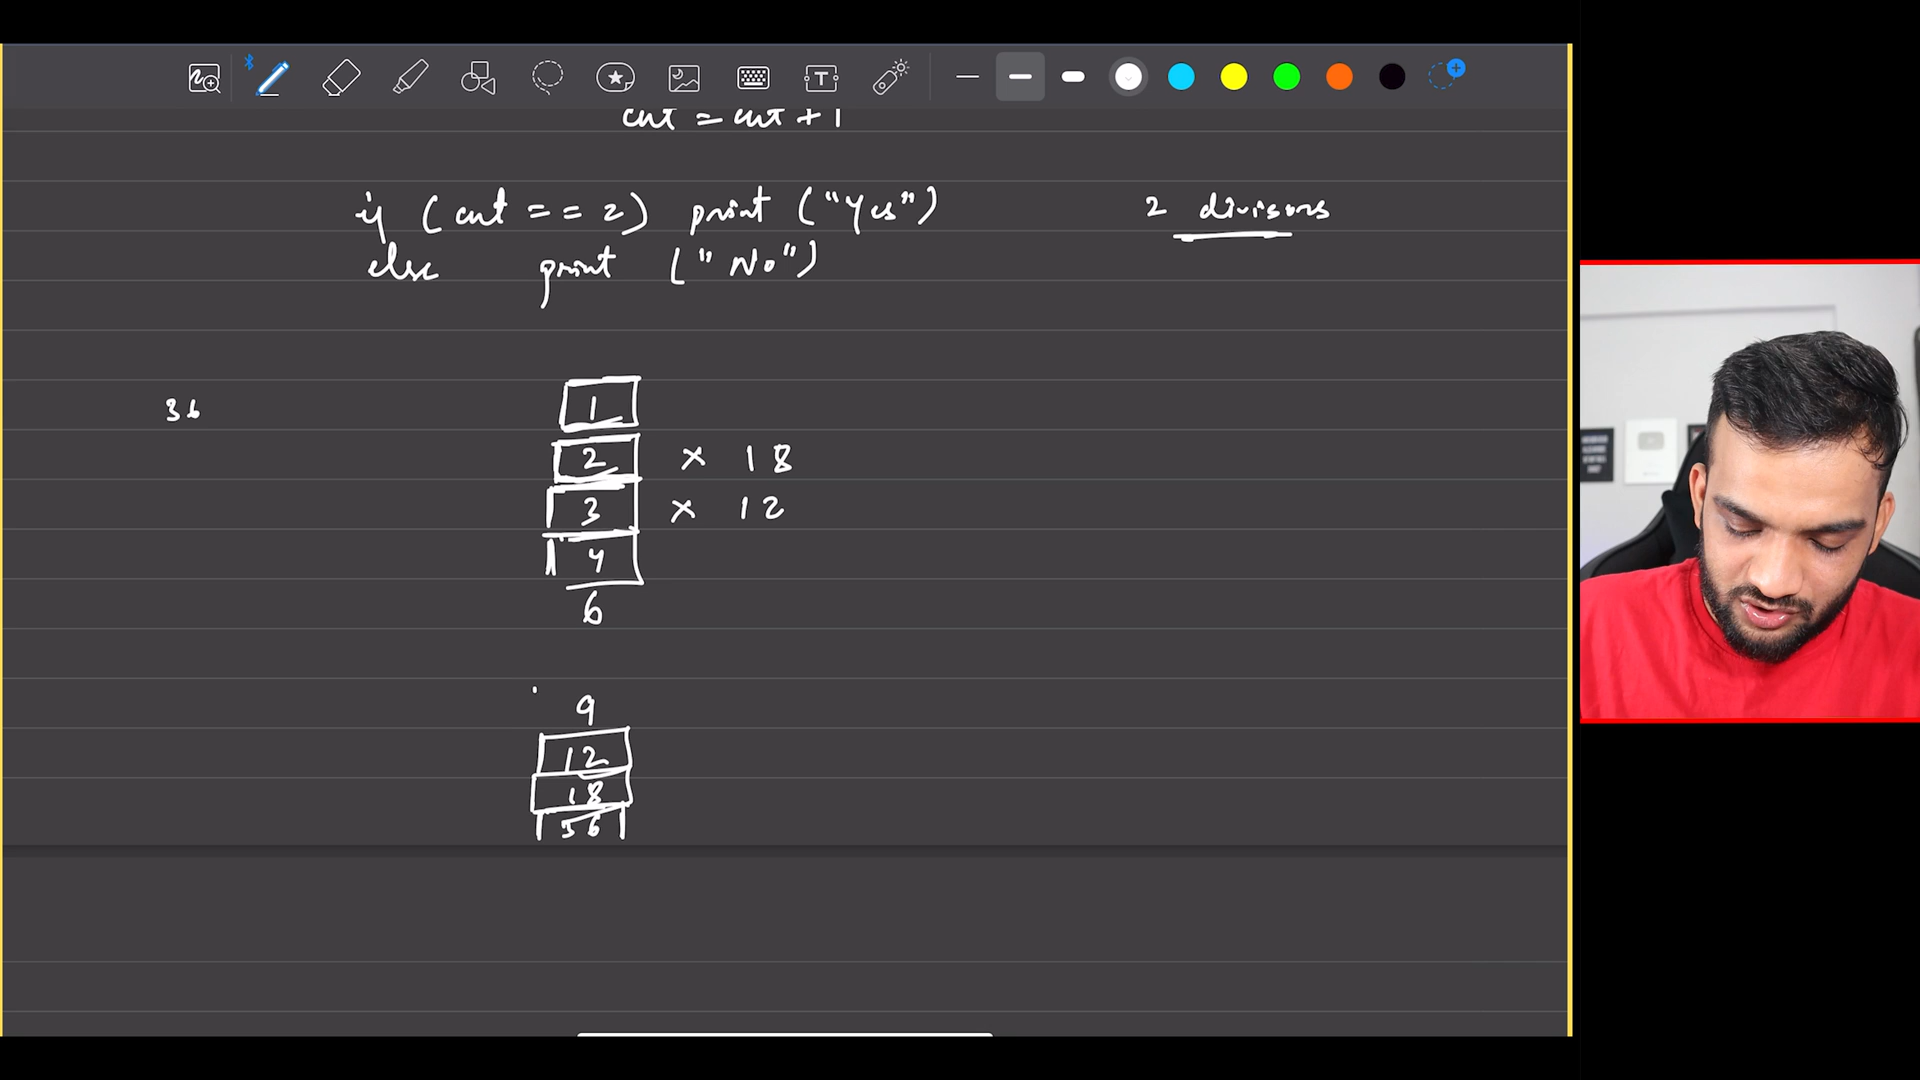 cnt = cnt + 1
if (cnt == 2) print ("Yes")
2 divisors
else print ("No")
36
1
2 x 18
3 x 12
4
6
9
12
18
36